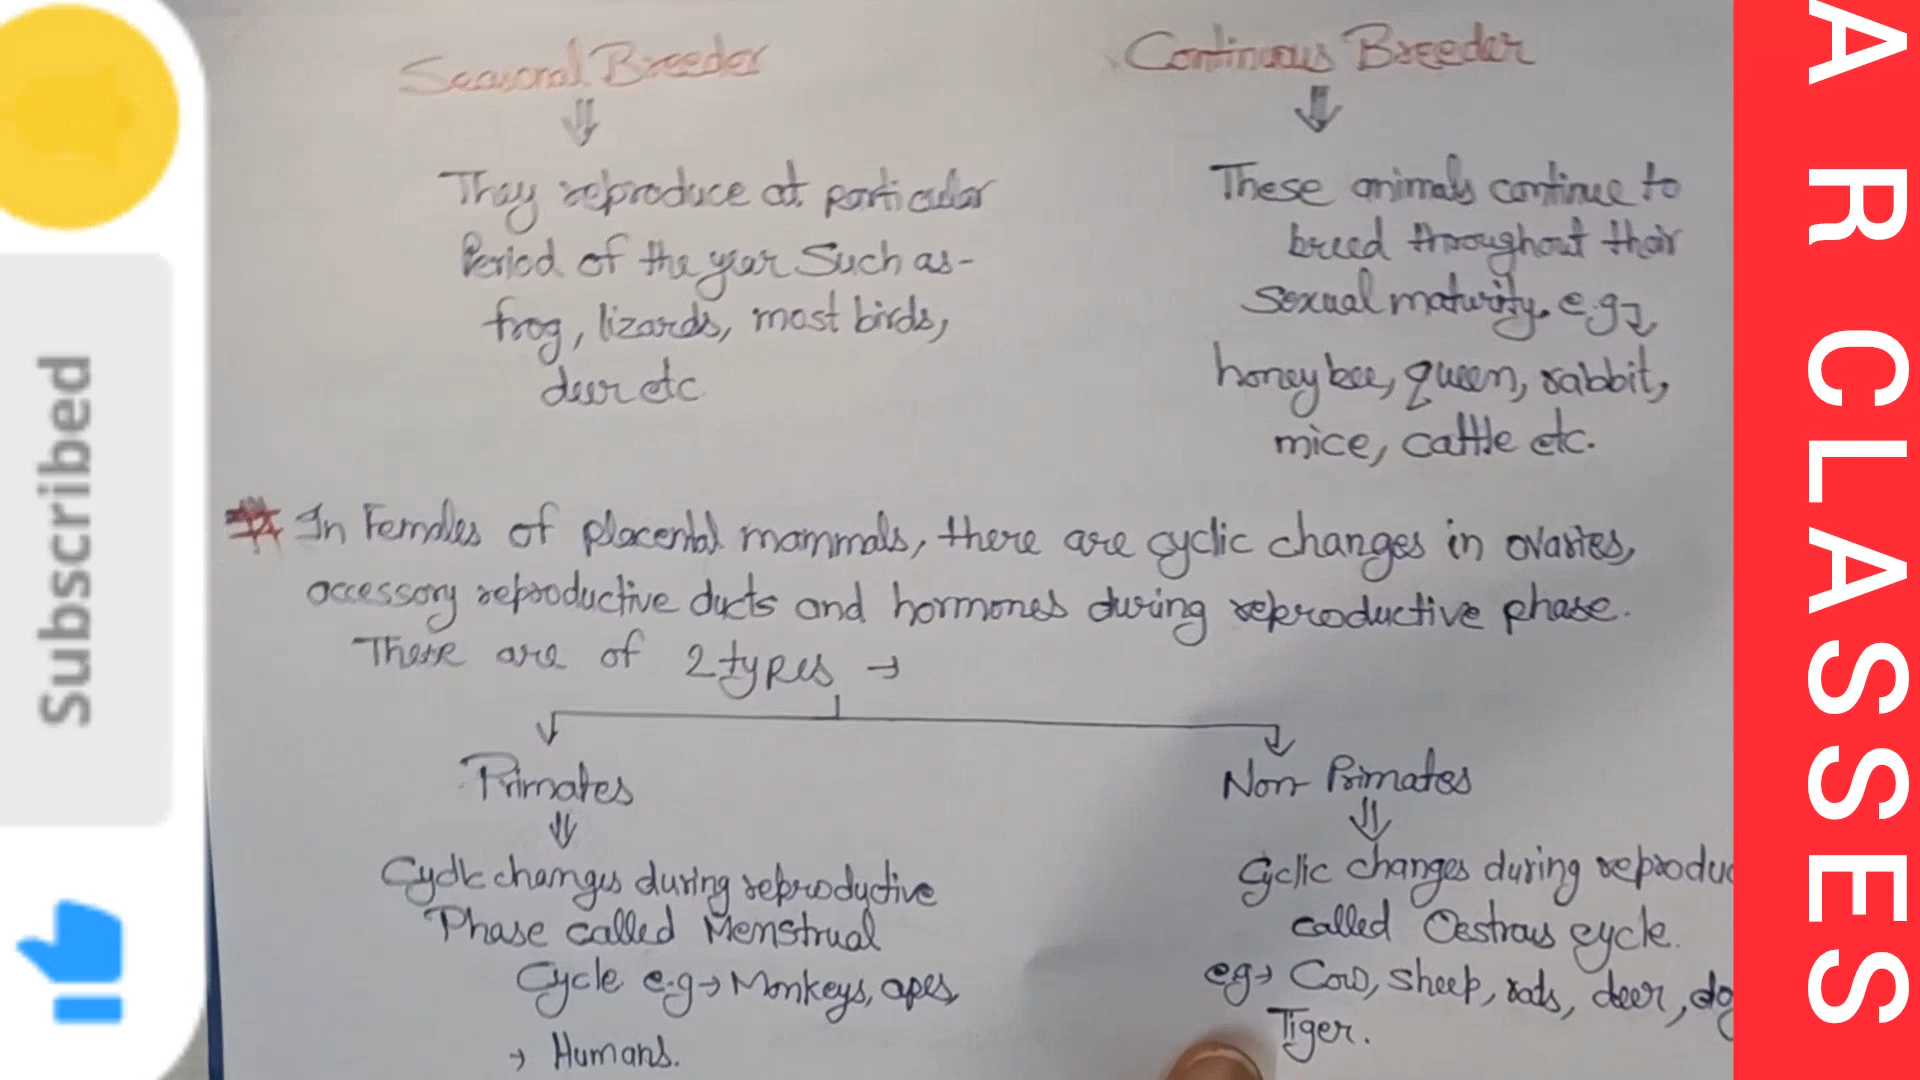 Seasonal Breeder
They reproduce at particular
Period of the year Such as-
frog, lizards, most birds,
deer etc
Continuous Breeder
These animals continue to
breed throughout their
sexual maturity. e.g→
honey bee, queen, rabbit,
mice, cattle etc.
In Females of placental mammals, there are cyclic changes in ovaries,
accessory reproductive ducts and hormones during reproductive phase.
These are of 2 types →
Primates
Cyclic changes during reproductive
Phase called Menstrual
Cycle e.g→ Monkeys, apes,
→ Humans.
Non Primates
Cyclic changes during reproduc
called Oestrous cycle.
eg→ Cow, sheep, rats, deer, dog
Tiger.
Subscribed
A R CLASSES